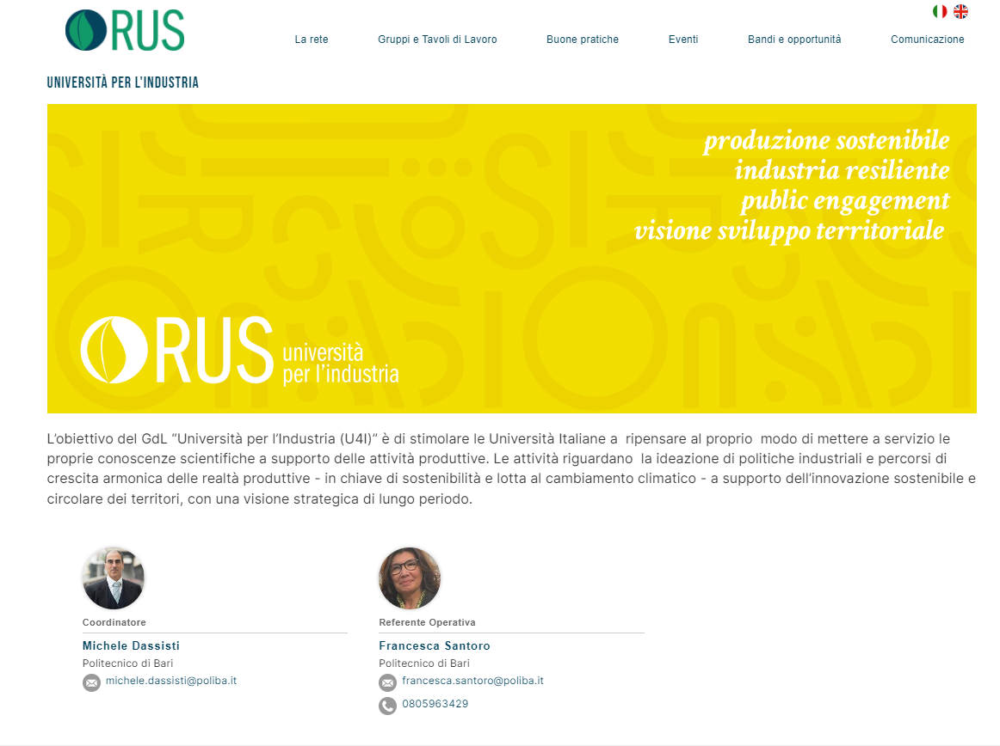 RUS
La rete Gruppi e Tavoli di Lavoro Buone pratiche Eventi Bandi e opportunità Comunicazione
UNIVERSITÀ PER L'INDUSTRIA
produzione sostenibile
industria resiliente
public engagement
visione sviluppo territoriale
RUS università
per l'industria
L’obiettivo del GdL “Università per l’Industria (U4I)” è di stimolare le Università Italiane a ripensare al proprio modo di mettere a servizio le
proprie conoscenze scientifiche a supporto delle attività produttive. Le attività riguardano la ideazione di politiche industriali e percorsi di
crescita armonica delle realtà produttive - in chiave di sostenibilità e lotta al cambiamento climatico - a supporto dell’innovazione sostenibile e
circolare dei territori, con una visione strategica di lungo periodo.
Coordinatore
Michele Dassisti
Politecnico di Bari
michele.dassisti@poliba.it
Referente Operativa
Francesca Santoro
Politecnico di Bari
francesca.santoro@poliba.it
0805963429